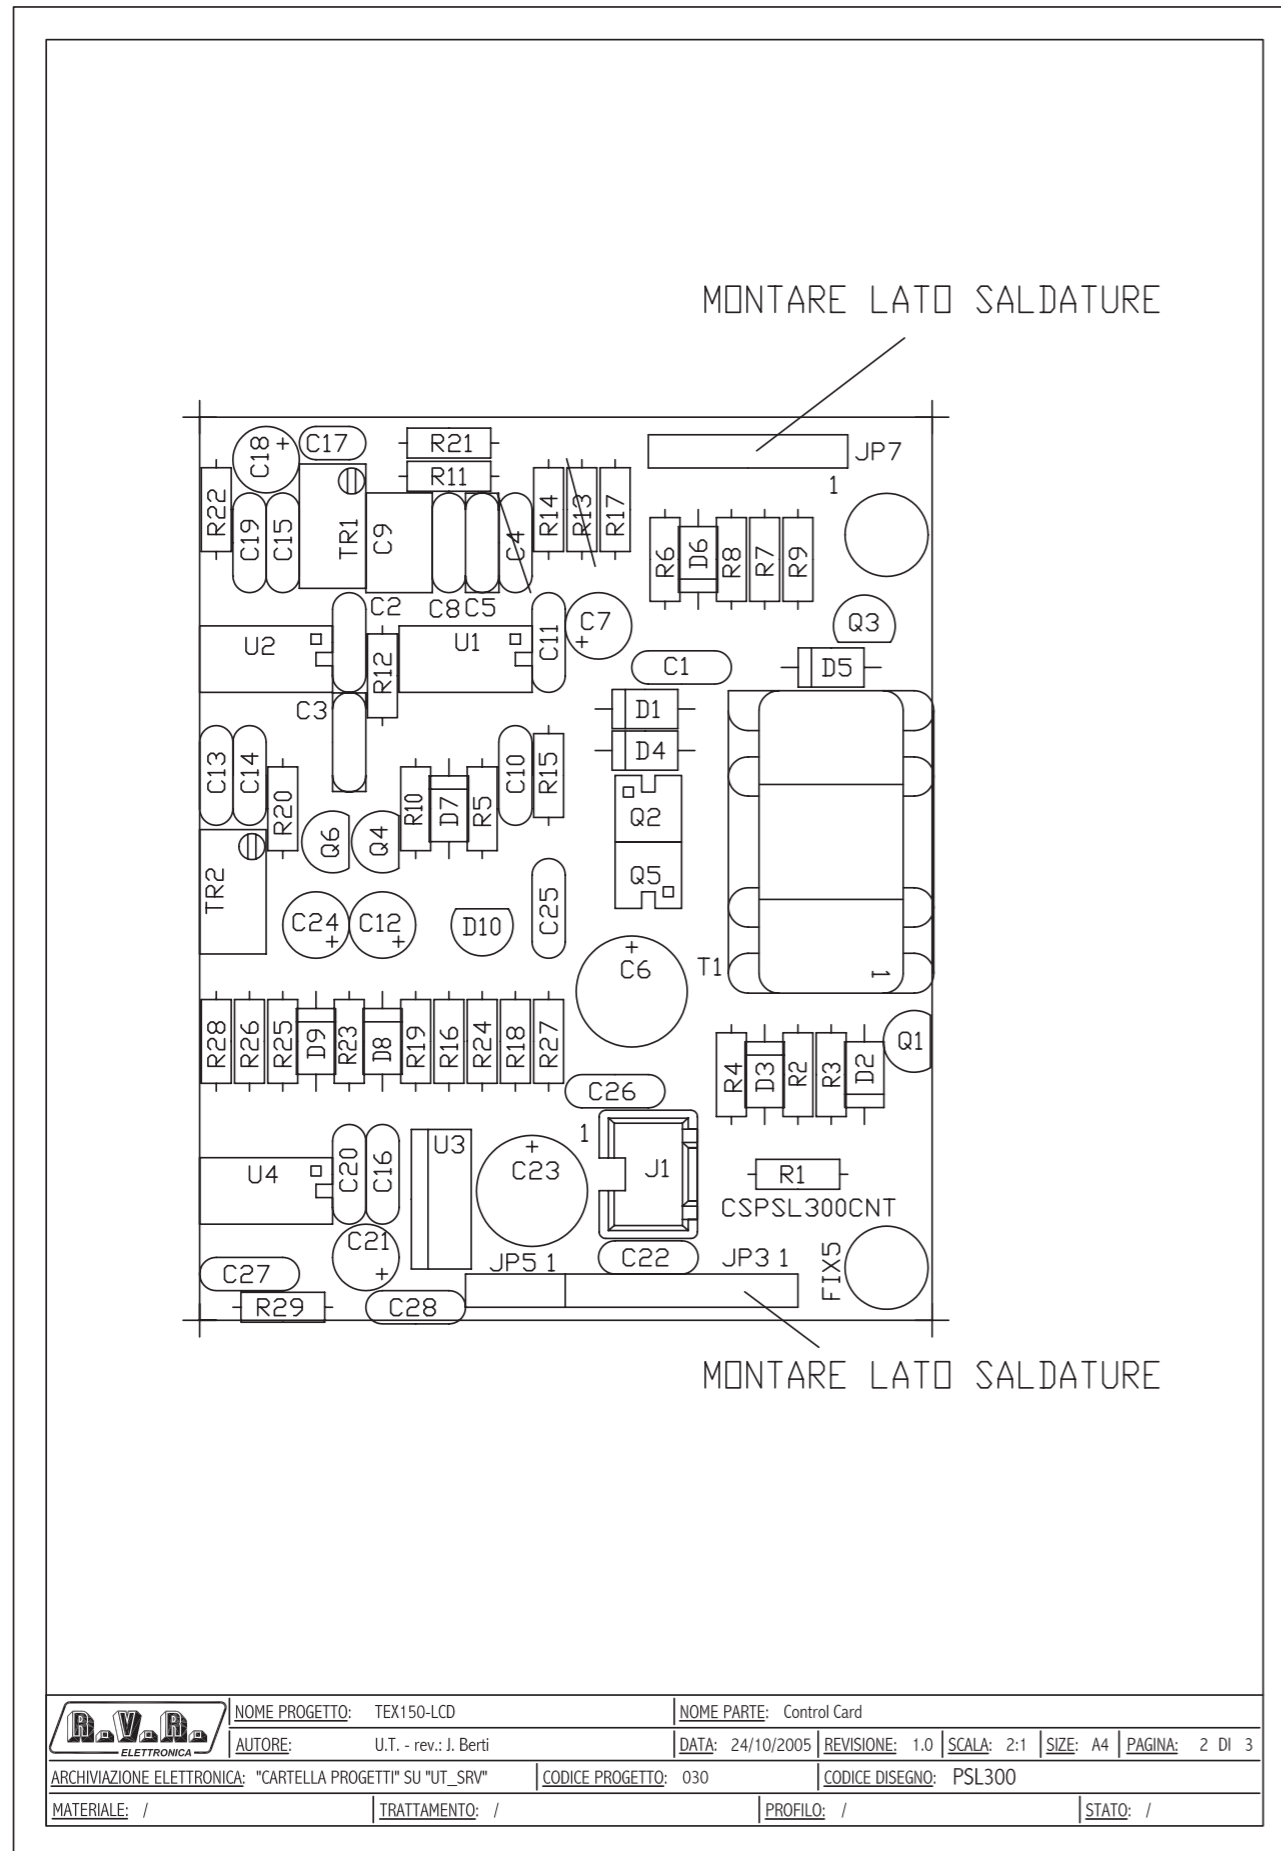 MONTARE LATO SALDATURE
JP7
1
C18 +
C17
R21
R11
R22
C19
C15
TR1
C9
C8
C5
C4
R14
R13
R17
R6
D6
R8
R7
R9
C2
U2
R12
U1
C11
C7
+
Q3
C1
D5
C3
D1
D4
C13
C14
R20
Q6
Q4
R10
D7
R5
C10
R15
Q2
Q5
TR2
C24
+
C12
+
D10
C25
+
C6
T1
1
R28
R26
R25
D9
R23
D8
R19
R16
R24
R18
R27
Q1
R4
D3
R2
R3
D2
C26
1
J1
U4
C20
C16
U3
+
C23
R1
CSPSL300CNT
C21
+
C27
R29
C28
JP5 1
C22
JP3 1
FIX5
MONTARE LATO SALDATURE
R.V.R.
ELETTRONICA
NOME PROGETTO: TEX150-LCD
NOME PARTE: Control Card
AUTORE: U.T. - rev.: J. Berti
DATA: 24/10/2005
REVISIONE: 1.0
SCALA: 2:1
SIZE: A4
PAGINA: 2 DI 3
ARCHIVIAZIONE ELETTRONICA: "CARTELLA PROGETTI" SU "UT_SRV"
CODICE PROGETTO: 030
CODICE DISEGNO: PSL300
MATERIALE: /
TRATTAMENTO: /
PROFILO: /
STATO: /